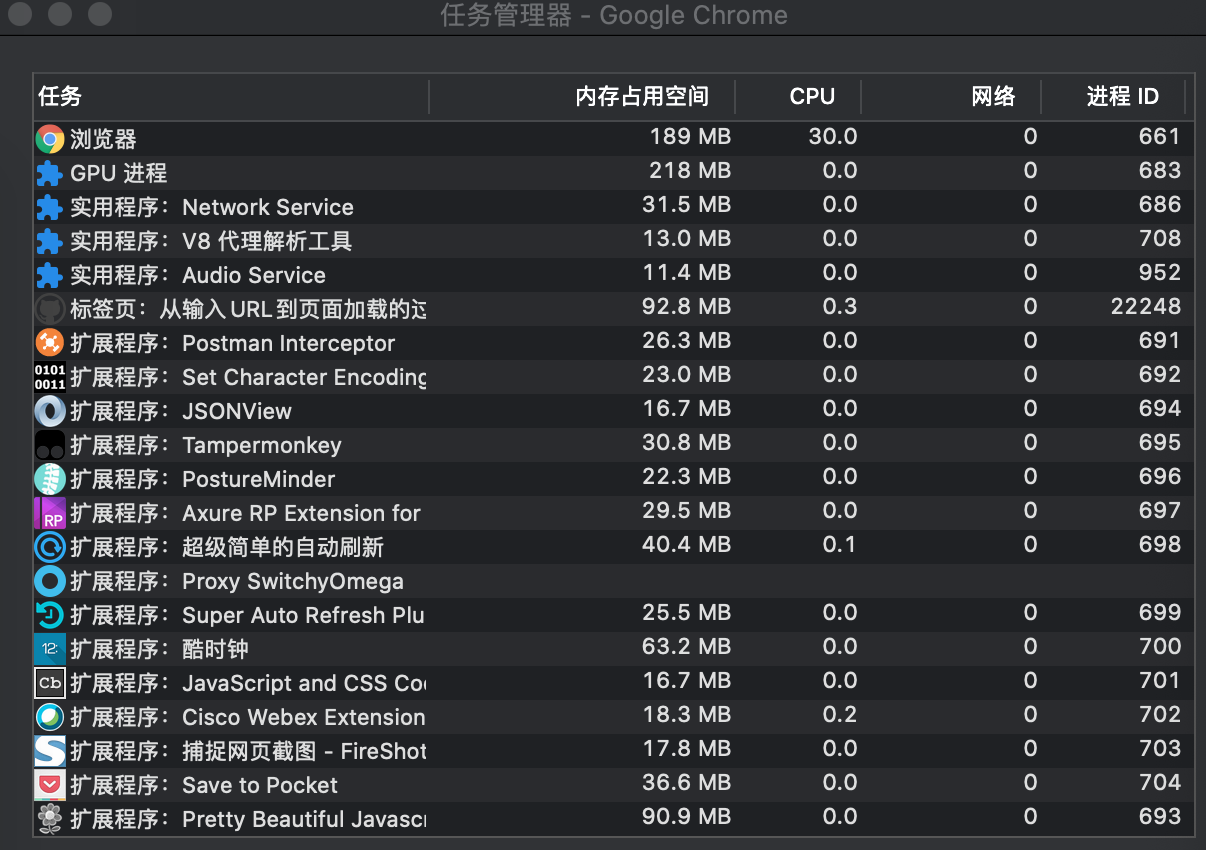 任务管理器 - Google Chrome
任务 内存占用空间 CPU 网络 进程 ID
浏览器 189 MB 30.0 0 661
GPU 进程 218 MB 0.0 0 683
实用程序：Network Service 31.5 MB 0.0 0 686
实用程序：V8 代理解析工具 13.0 MB 0.0 0 708
实用程序：Audio Service 11.4 MB 0.0 0 952
标签页：从输入URL到页面加载的过 92.8 MB 0.3 0 22248
扩展程序：Postman Interceptor 26.3 MB 0.0 0 691
0101 0011 扩展程序：Set Character Encoding 23.0 MB 0.0 0 692
扩展程序：JSONView 16.7 MB 0.0 0 694
扩展程序：Tampermonkey 30.8 MB 0.0 0 695
扩展程序：PostureMinder 22.3 MB 0.0 0 696
RP 扩展程序：Axure RP Extension for 29.5 MB 0.0 0 697
扩展程序：超级简单的自动刷新 40.4 MB 0.1 0 698
扩展程序：Proxy SwitchyOmega
扩展程序：Super Auto Refresh Plu 25.5 MB 0.0 0 699
12: 扩展程序：酷时钟 63.2 MB 0.0 0 700
Cb 扩展程序：JavaScript and CSS Co 16.7 MB 0.0 0 701
扩展程序：Cisco Webex Extension 18.3 MB 0.2 0 702
扩展程序：捕捉网页截图 - FireShot 17.8 MB 0.0 0 703
扩展程序：Save to Pocket 36.6 MB 0.0 0 704
扩展程序：Pretty Beautiful Javasc 90.9 MB 0.0 0 693